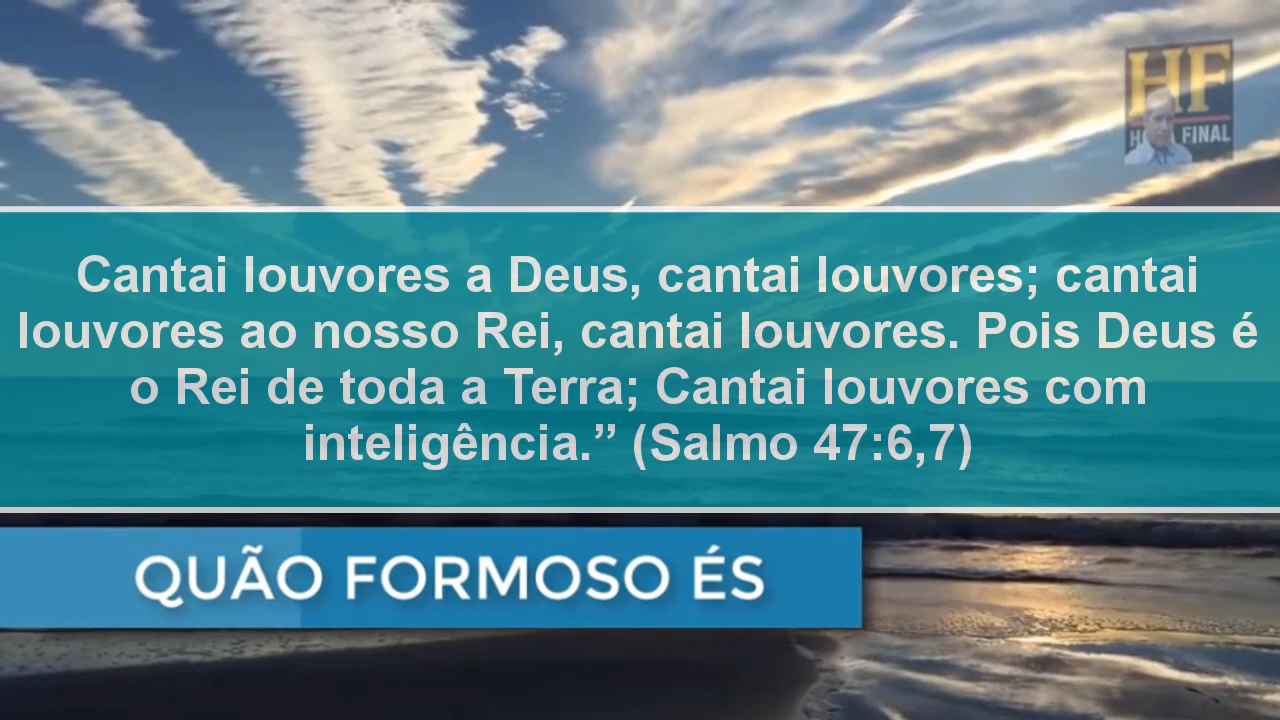 HF
FINAL
Cantai louvores a Deus, cantai louvores; cantai
louvores ao nosso Rei, cantai louvores. Pois Deus é
o Rei de toda a Terra; Cantai louvores com
inteligência.” (Salmo 47:6,7)
QUÃO FORMOSO ÉS